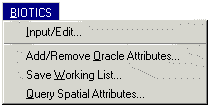 BIOTICS
Input/Edit...
Add/Remove Oracle Attributes...
Save Working List...
Query Spatial Attributes...